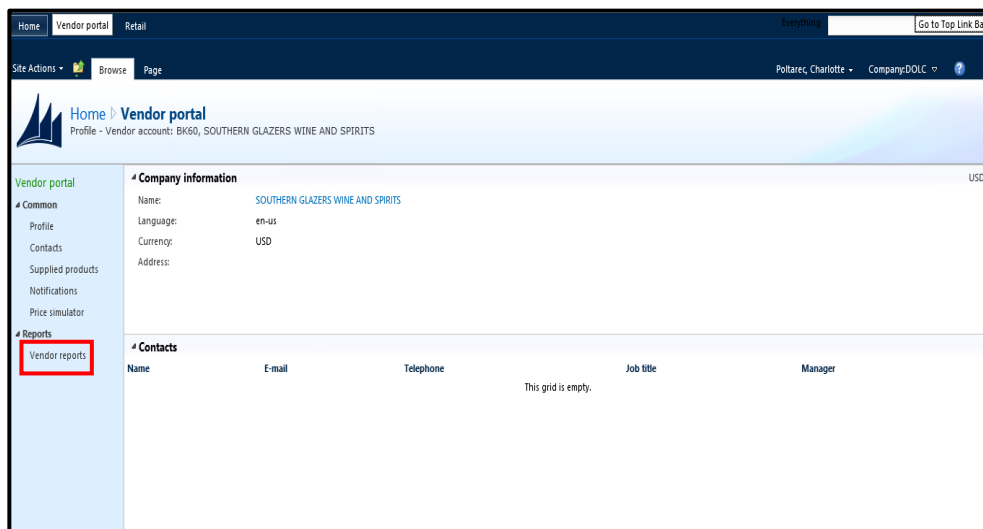 Home Vendor portal Retail Everything Go to Top Link Ba
Site Actions Browse Page Poltarec, Charlotte Company:DOLC
Home Vendor portal
Profile - Vendor account: BK60, SOUTHERN GLAZERS WINE AND SPIRITS
Vendor portal
Common
Profile
Contacts
Supplied products
Notifications
Price simulator
Reports
Vendor reports
Company information USD
Name: SOUTHERN GLAZERS WINE AND SPIRITS
Language: en-us
Currency: USD
Address:
Contacts
Name E-mail Telephone Job title Manager
This grid is empty.